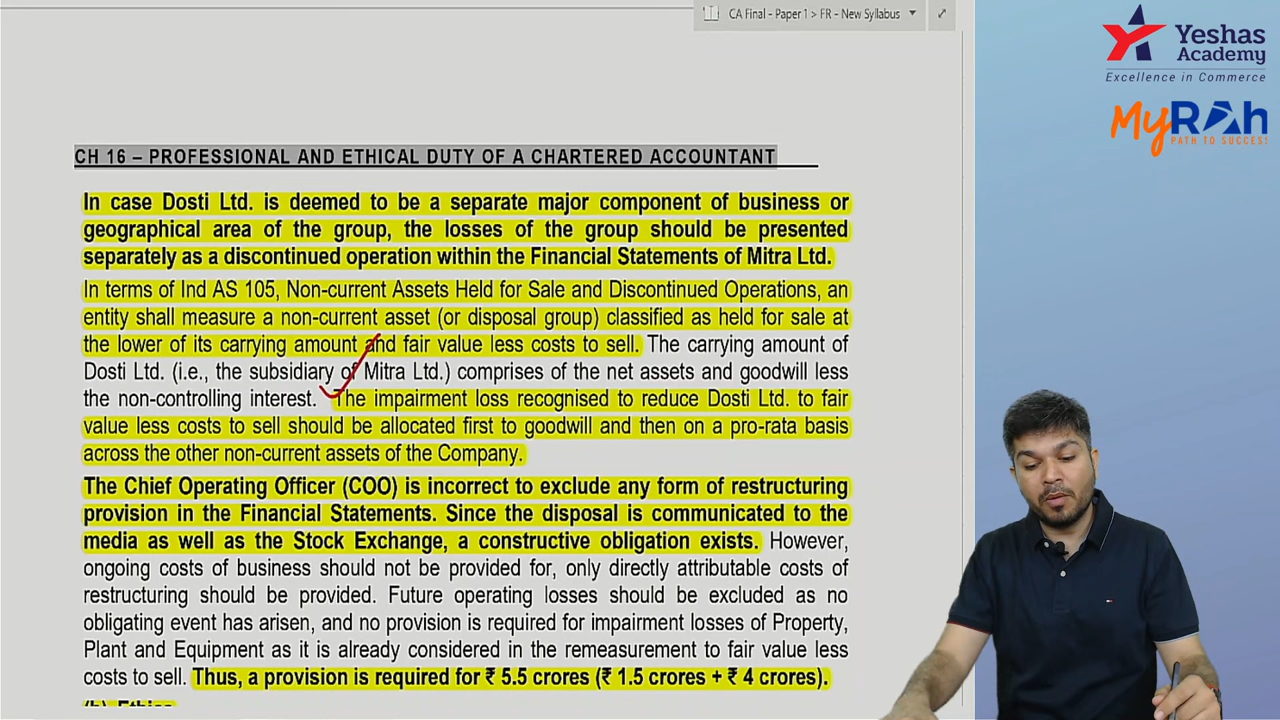 CA Final - Paper 1 > FR - New Syllabus
Yeshas
Academy
Excellence in Commerce
MyRAh
PATH TO SUCCESS
CH 16 – PROFESSIONAL AND ETHICAL DUTY OF A CHARTERED ACCOUNTANT
In case Dosti Ltd. is deemed to be a separate major component of business or
geographical area of the group, the losses of the group should be presented
separately as a discontinued operation within the Financial Statements of Mitra Ltd.
In terms of Ind AS 105, Non-current Assets Held for Sale and Discontinued Operations, an
entity shall measure a non-current asset (or disposal group) classified as held for sale at
the lower of its carrying amount and fair value less costs to sell. The carrying amount of
Dosti Ltd. (i.e., the subsidiary of Mitra Ltd.) comprises of the net assets and goodwill less
the non-controlling interest. The impairment loss recognised to reduce Dosti Ltd. to fair
value less costs to sell should be allocated first to goodwill and then on a pro-rata basis
across the other non-current assets of the Company.
The Chief Operating Officer (COO) is incorrect to exclude any form of restructuring
provision in the Financial Statements. Since the disposal is communicated to the
media as well as the Stock Exchange, a constructive obligation exists. However,
ongoing costs of business should not be provided for, only directly attributable costs of
restructuring should be provided. Future operating losses should be excluded as no
obligating event has arisen, and no provision is required for impairment losses of Property,
Plant and Equipment as it is already considered in the remeasurement to fair value less
costs to sell. Thus, a provision is required for ₹ 5.5 crores (₹ 1.5 crores + ₹ 4 crores).
(b) Ethics